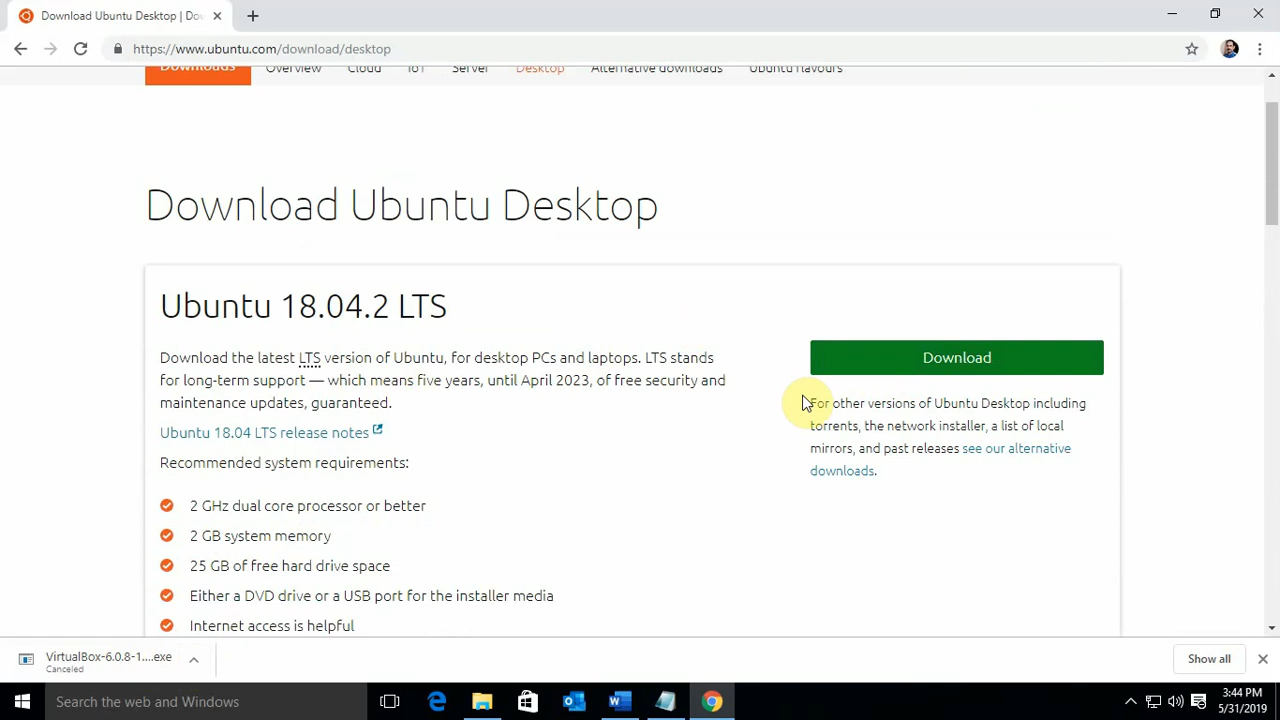 Download Ubuntu Desktop | Do
https://www.ubuntu.com/download/desktop
Downloads Overview Cloud IoT Server Desktop Alternative downloads Ubuntu flavours
Download Ubuntu Desktop
Ubuntu 18.04.2 LTS
Download the latest LTS version of Ubuntu, for desktop PCs and laptops. LTS stands
for long-term support — which means five years, until April 2023, of free security and
maintenance updates, guaranteed.
Ubuntu 18.04 LTS release notes
Recommended system requirements:
2 GHz dual core processor or better
2 GB system memory
25 GB of free hard drive space
Either a DVD drive or a USB port for the installer media
Internet access is helpful
Download
For other versions of Ubuntu Desktop including
torrents, the network installer, a list of local
mirrors, and past releases see our alternative
downloads.
VirtualBox-6.0.8-1....exe
Canceled
Show all
Search the web and Windows
3:44 PM
5/31/2019